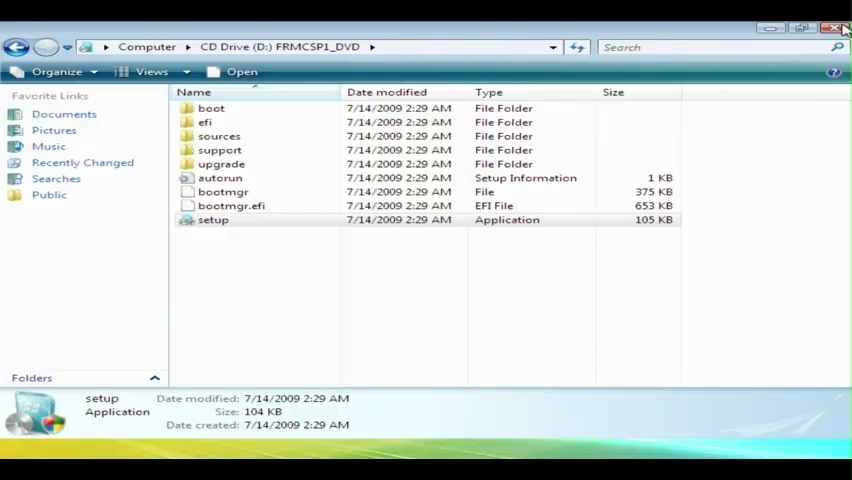 Computer CD Drive (D:) FRMCSP1_DVD Search
Organize Views Open
Favorite Links
Documents
Pictures
Music
Recently Changed
Searches
Public
Folders
Name Date modified Type Size
boot 7/14/2009 2:29 AM File Folder
efi 7/14/2009 2:29 AM File Folder
sources 7/14/2009 2:29 AM File Folder
support 7/14/2009 2:29 AM File Folder
upgrade 7/14/2009 2:29 AM File Folder
autorun 7/14/2009 2:29 AM Setup Information 1 KB
bootmgr 7/14/2009 2:29 AM File 375 KB
bootmgr.efi 7/14/2009 2:29 AM EFI File 653 KB
setup 7/14/2009 2:29 AM Application 105 KB
setup Date modified: 7/14/2009 2:29 AM
Application Size: 104 KB
Date created: 7/14/2009 2:29 AM